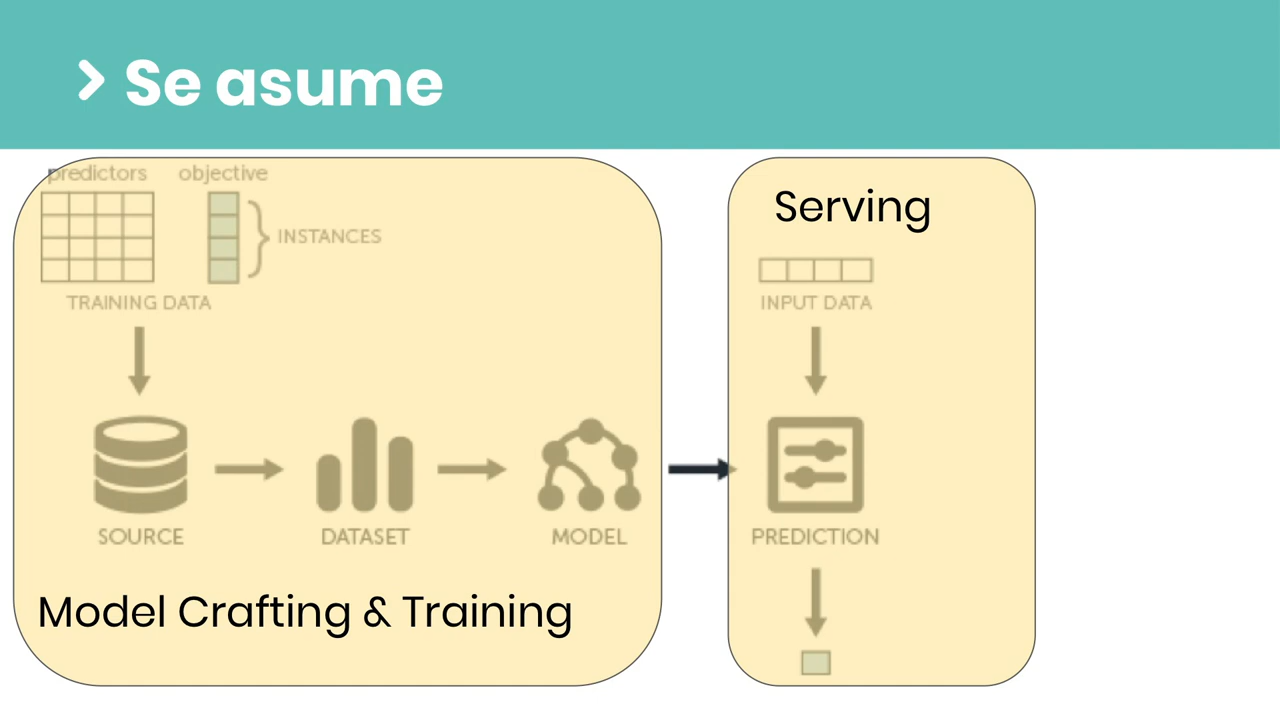 Se asume
predictors objective
INSTANCES
TRAINING DATA
SOURCE
DATASET
MODEL
Model Crafting & Training
Serving
INPUT DATA
PREDICTION